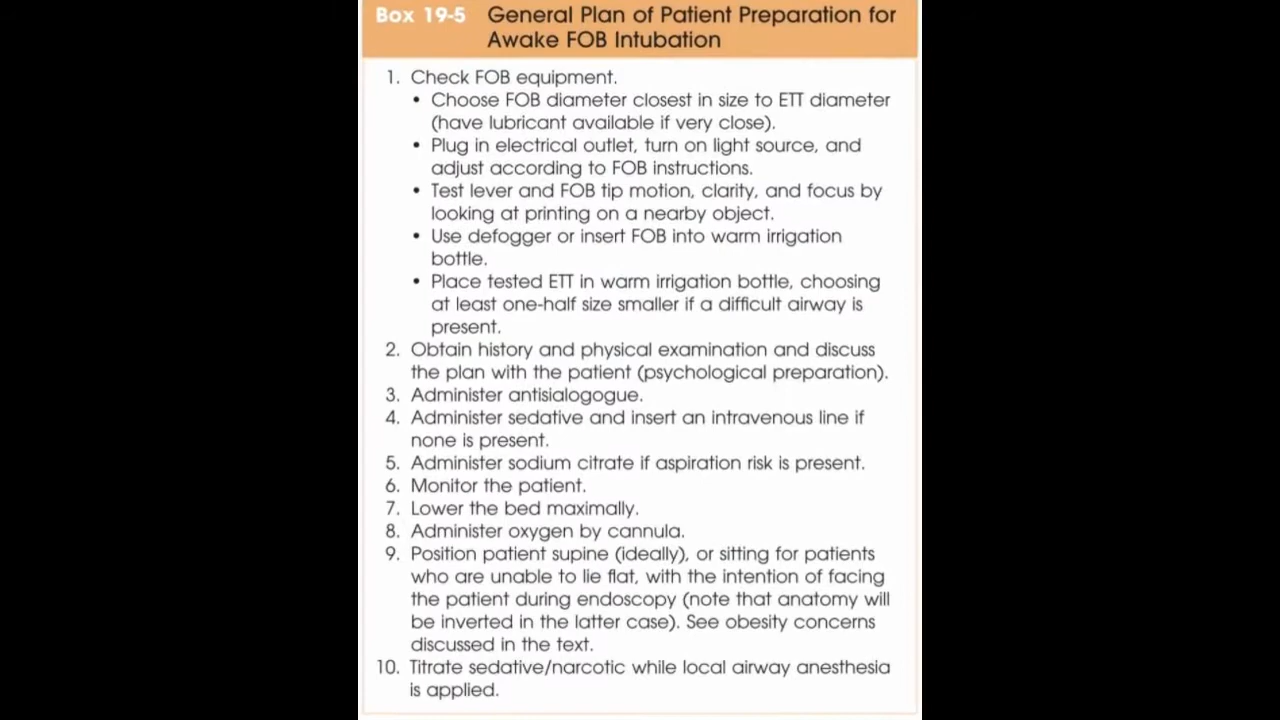 Box 19-5 General Plan of Patient Preparation for
Awake FOB Intubation
1. Check FOB equipment.
• Choose FOB diameter closest in size to ETT diameter
(have lubricant available if very close).
• Plug in electrical outlet, turn on light source, and
adjust according to FOB instructions.
• Test lever and FOB tip motion, clarity, and focus by
looking at printing on a nearby object.
• Use defogger or insert FOB into warm irrigation
bottle.
• Place tested ETT in warm irrigation bottle, choosing
at least one-half size smaller if a difficult airway is
present.
2. Obtain history and physical examination and discuss
the plan with the patient (psychological preparation).
3. Administer antisialogogue.
4. Administer sedative and insert an intravenous line if
none is present.
5. Administer sodium citrate if aspiration risk is present.
6. Monitor the patient.
7. Lower the bed maximally.
8. Administer oxygen by cannula.
9. Position patient supine (ideally), or sitting for patients
who are unable to lie flat, with the intention of facing
the patient during endoscopy (note that anatomy will
be inverted in the latter case). See obesity concerns
discussed in the text.
10. Titrate sedative/narcotic while local airway anesthesia
is applied.